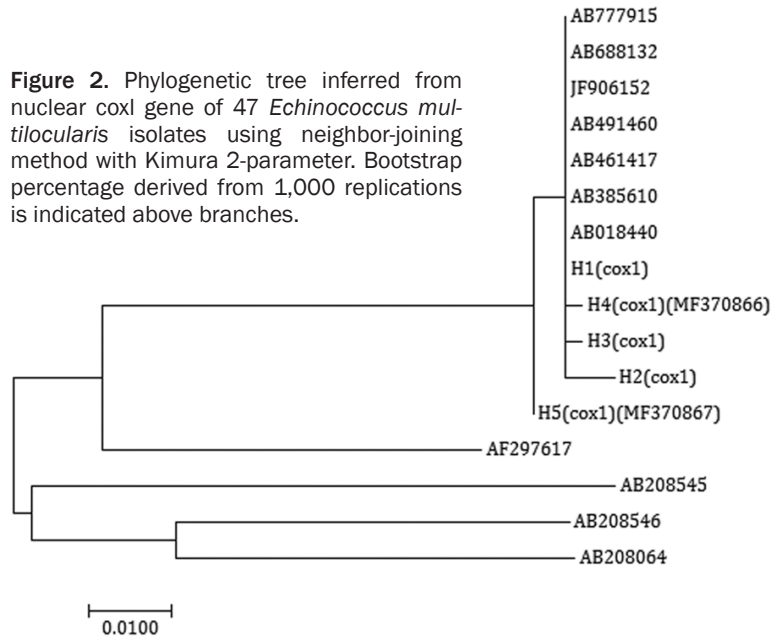 Figure 2. Phylogenetic tree inferred from
nuclear coxI gene of 47 Echinococcus mul-
tilocularis isolates using neighbor-joining
method with Kimura 2-parameter. Bootstrap
percentage derived from 1,000 replications
is indicated above branches.
AB777915
AB688132
JF906152
AB491460
AB461417
AB385610
AB018440
H1(cox1)
H4(cox1)(MF370866)
H3(cox1)
H2(cox1)
H5(cox1)(MF370867)
AF297617
AB208545
AB208546
AB208064
0.0100